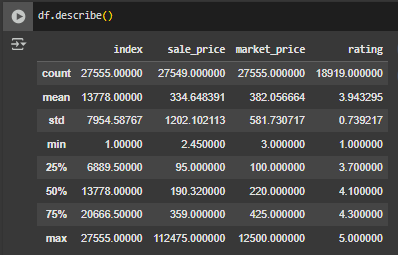 df.describe()
index sale_price market_price rating
count 27555.00000 27549.000000 27555.000000 18919.000000
mean 13778.00000 334.648391 382.056664 3.943295
std 7954.58767 1202.102113 581.730717 0.739217
min 1.00000 2.450000 3.000000 1.000000
25% 6889.50000 95.000000 100.000000 3.700000
50% 13778.00000 190.320000 220.000000 4.100000
75% 20666.50000 359.000000 425.000000 4.300000
max 27555.00000 112475.000000 12500.000000 5.000000